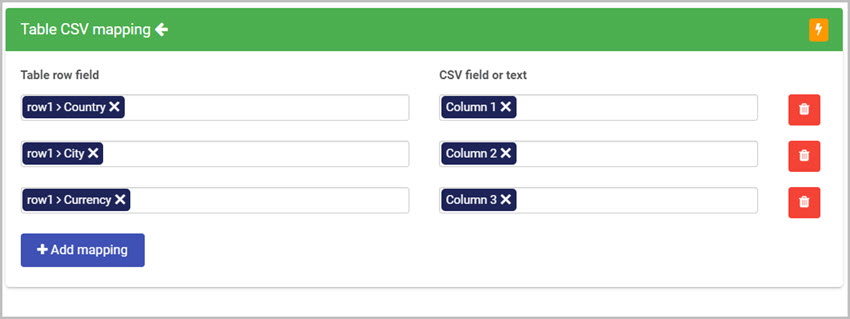 Table CSV mapping
Table row field CSV field or text
row1 > Country Column 1
row1 > City Column 2
row1 > Currency Column 3
Add mapping